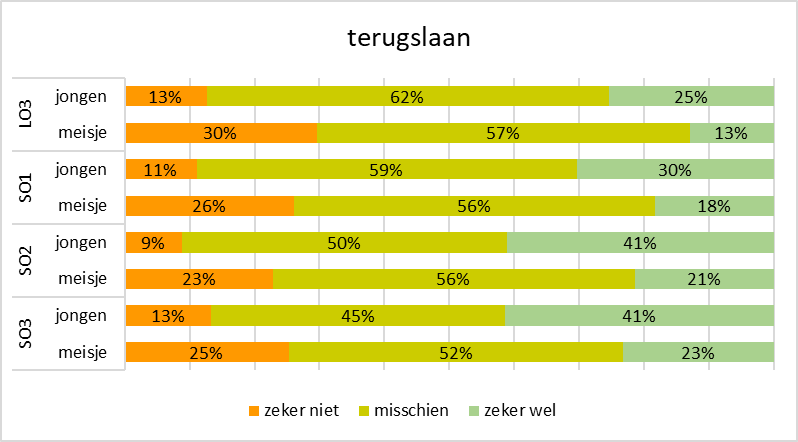 terugslaan
LO3
jongen 13% 62% 25%
meisje 30% 57% 13%
SO1
jongen 11% 59% 30%
meisje 26% 56% 18%
SO2
jongen 9% 50% 41%
meisje 23% 56% 21%
SO3
jongen 13% 45% 41%
meisje 25% 52% 23%
zeker niet misschien zeker wel